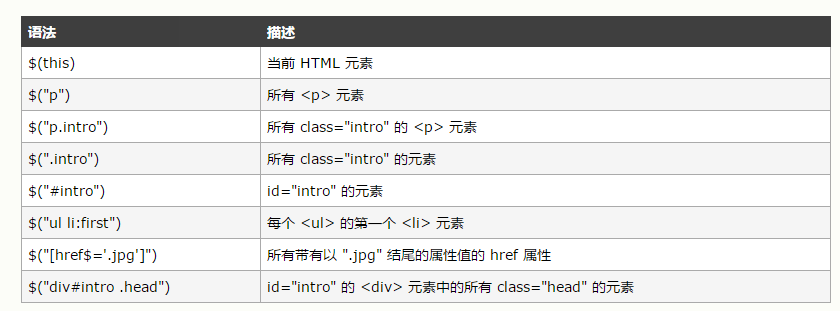 语法 描述
$(this) 当前 HTML 元素
$("p") 所有 <p> 元素
$("p.intro") 所有 class="intro" 的 <p> 元素
$(".intro") 所有 class="intro" 的元素
$("#intro") id="intro" 的元素
$("ul li:first") 每个 <ul> 的第一个 <li> 元素
$("[href$='.jpg']") 所有带有以 ".jpg" 结尾的属性值的 href 属性
$("div#intro .head") id="intro" 的 <div> 元素中的所有 class="head" 的元素